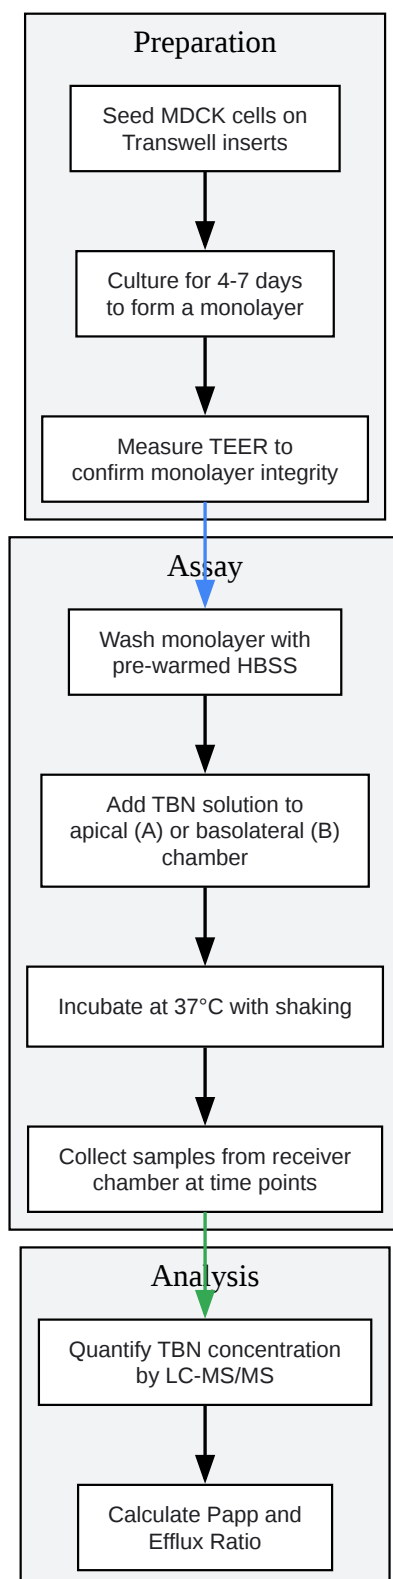 Preparation
Seed MDCK cells on
Transwell inserts
Culture for 4-7 days
to form a monolayer
Measure TEER to
confirm monolayer integrity
Assay
Wash monolayer with
pre-warmed HBSS
Add TBN solution to
apical (A) or basolateral (B)
chamber
Incubate at 37°C with shaking
Collect samples from receiver
chamber at time points
Analysis
Quantify TBN concentration
by LC-MS/MS
Calculate Papp and
Efflux Ratio